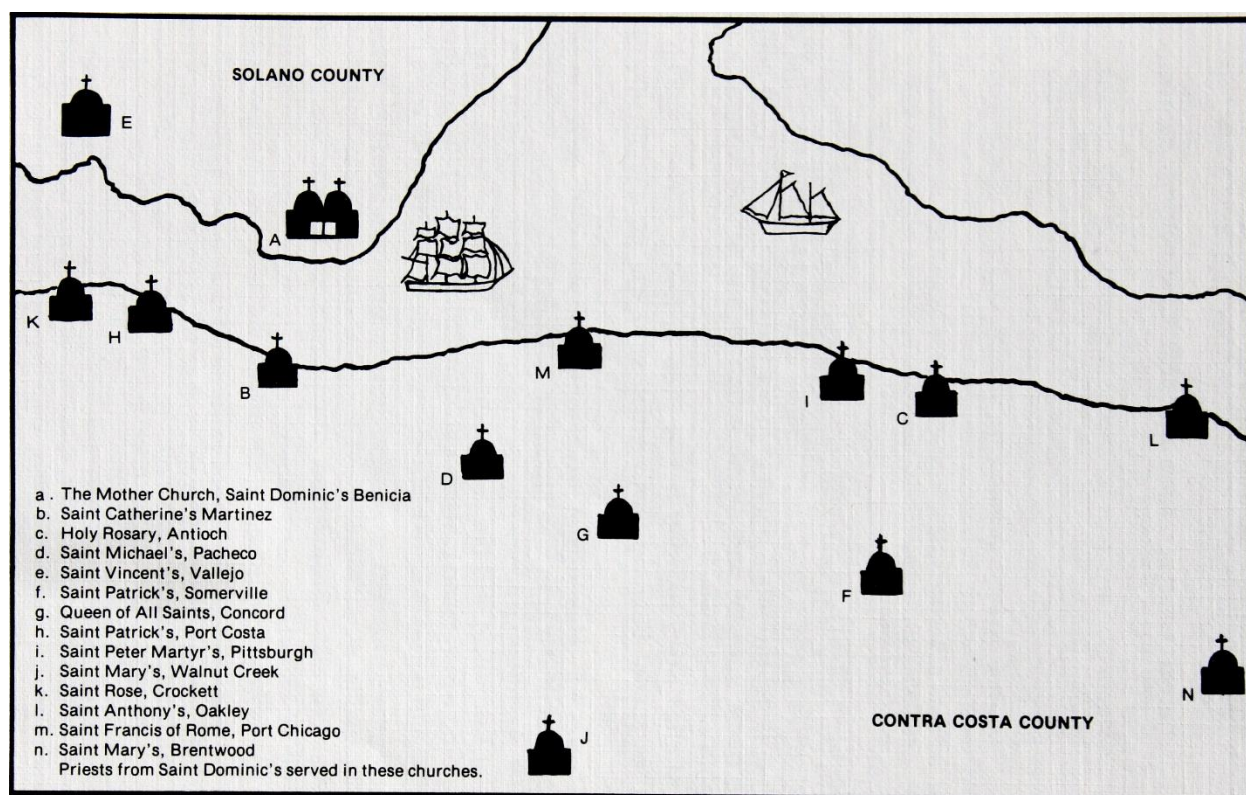 SOLANO COUNTY
E
A
K
H
B
M
I
C
L
D
G
F
N
J
CONTRA COSTA COUNTY
a . The Mother Church, Saint Dominic's Benicia
b. Saint Catherine's Martinez
c. Holy Rosary, Antioch
d. Saint Michael's, Pacheco
e. Saint Vincent's, Vallejo
f. Saint Patrick's, Somerville
g. Queen of All Saints, Concord
h. Saint Patrick's, Port Costa
i. Saint Peter Martyr's, Pittsburgh
j. Saint Mary's, Walnut Creek
k. Saint Rose, Crockett
l. Saint Anthony's, Oakley
m. Saint Francis of Rome, Port Chicago
n. Saint Mary's, Brentwood
Priests from Saint Dominic's served in these churches.